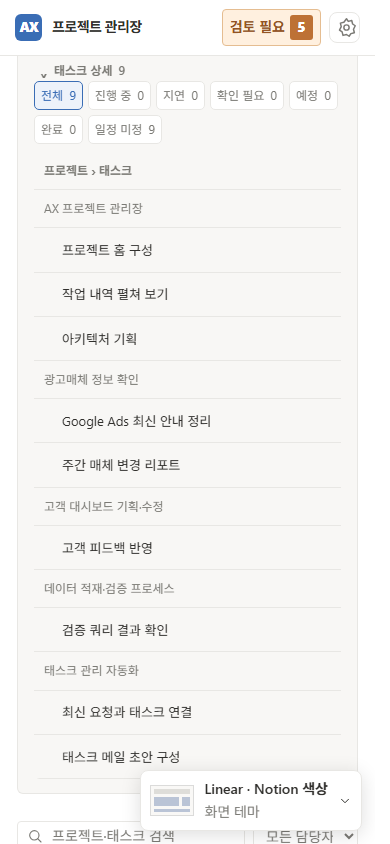 AX 프로젝트 관리장 검토 필요 5
태스크 상세 9
전체 9 진행 중 0 지연 0 확인 필요 0 예정 0
완료 0 일정 미정 9
프로젝트 › 태스크
AX 프로젝트 관리장
프로젝트 홈 구성
작업 내역 펼쳐 보기
아키텍처 기획
광고매체 정보 확인
Google Ads 최신 안내 정리
주간 매체 변경 리포트
고객 대시보드 기획·수정
고객 피드백 반영
데이터 적재·검증 프로세스
검증 쿼리 결과 확인
태스크 관리 자동화
최신 요청과 태스크 연결
태스크 메일 초안 구성
Linear · Notion 색상
화면 테마
프로젝트·태스크 검색 모든 담당자